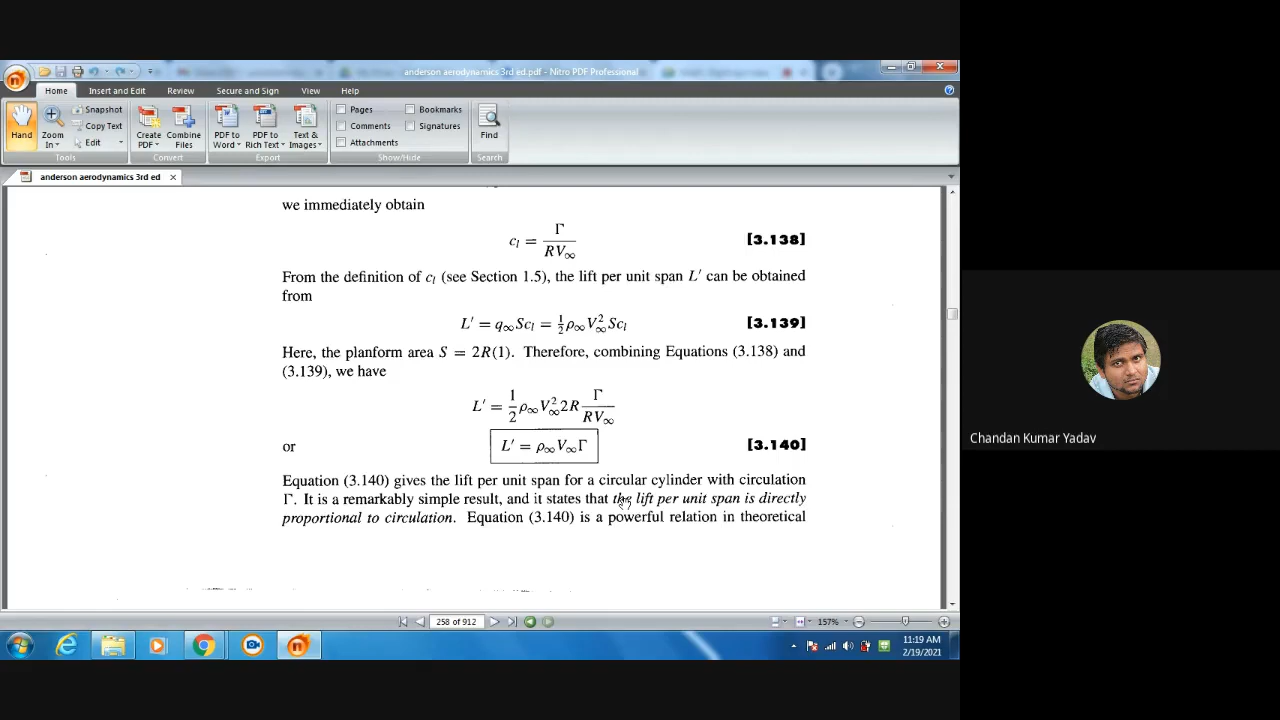 anderson aerodynamics 3rd ed.pdf - Nitro PDF Professional
Home Insert and Edit Review Secure and Sign View Help
Hand
Zoom In
Snapshot
Copy Text
Edit
Tools
Create PDF
Combine Files
Convert
PDF to Word
PDF to Rich Text
Text & Images
Export
Pages Bookmarks
Comments Signatures
Attachments
Show/Hide
Find
Search
anderson aerodynamics 3rd ed
we immediately obtain
c_l = Γ / RV∞ [3.138]
From the definition of c_l (see Section 1.5), the lift per unit span L′ can be obtained
from
L′ = q∞Sc_l = ½ρ∞V∞²Sc_l [3.139]
Here, the planform area S = 2R(1). Therefore, combining Equations (3.138) and
(3.139), we have
L′ = 1/2 ρ∞V∞²2R Γ / RV∞
or L′ = ρ∞V∞Γ [3.140]
Equation (3.140) gives the lift per unit span for a circular cylinder with circulation
Γ. It is a remarkably simple result, and it states that the lift per unit span is directly
proportional to circulation. Equation (3.140) is a powerful relation in theoretical
258 of 912
157%
11:19 AM
2/19/2021
Chandan Kumar Yadav